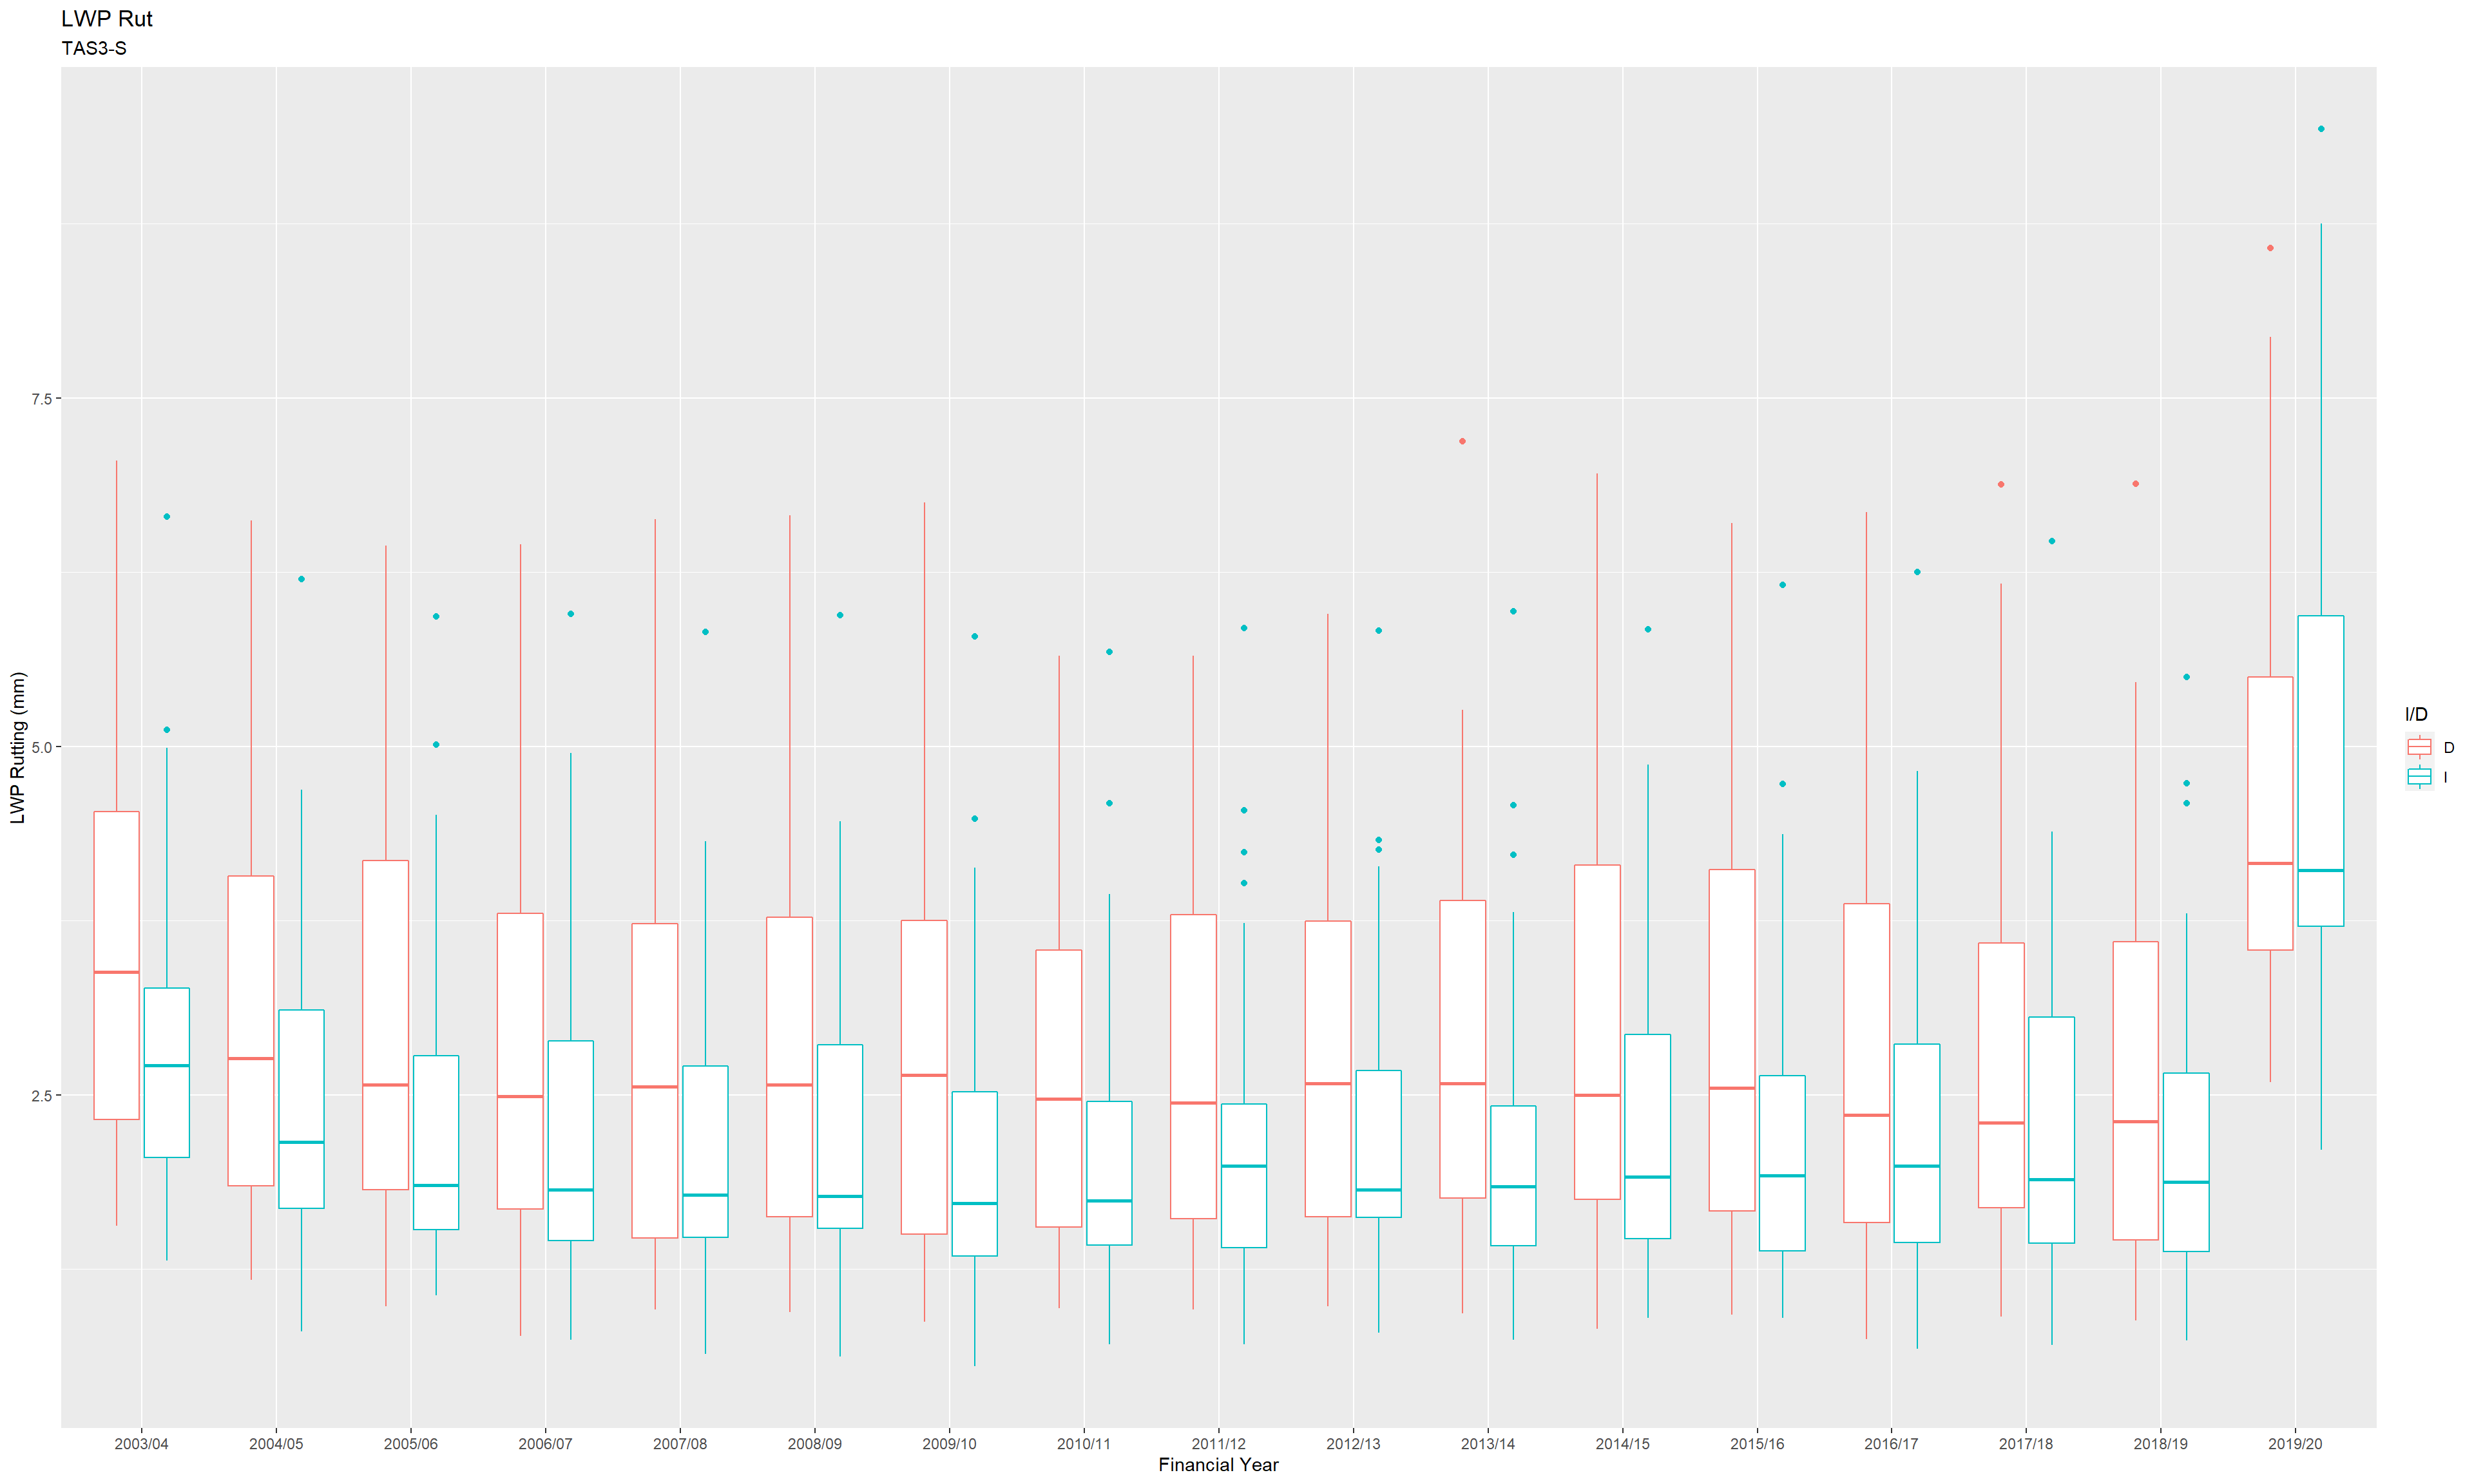 LWP Rut
TAS3-S
LWP Rutting (mm)
7.5
5.0
2.5
2003/04 2004/05 2005/06 2006/07 2007/08 2008/09 2009/10 2010/11 2011/12 2012/13 2013/14 2014/15 2015/16 2016/17 2017/18 2018/19 2019/20
Financial Year
I/D
D
I